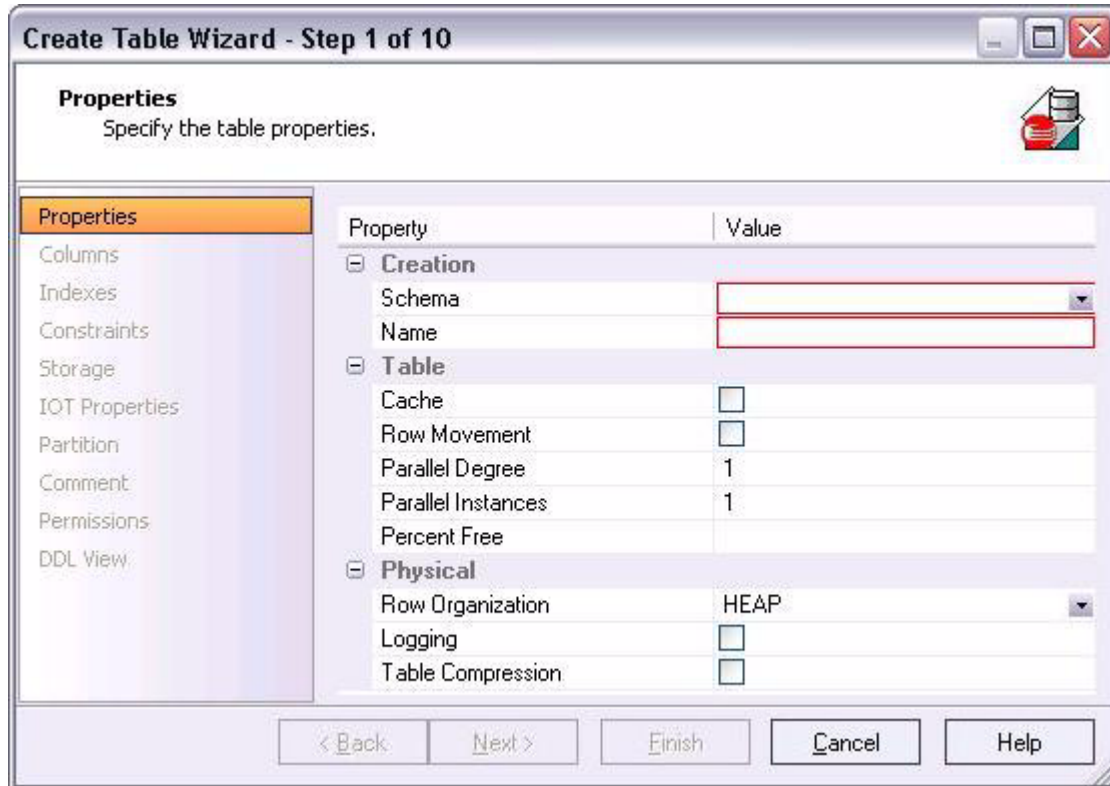 Create Table Wizard - Step 1 of 10
Properties
Specify the table properties.
Properties
Columns
Indexes
Constraints
Storage
IOT Properties
Partition
Comment
Permissions
DDL View
Property Value
Creation
Schema
Name
Table
Cache
Row Movement
Parallel Degree 1
Parallel Instances 1
Percent Free
Physical
Row Organization HEAP
Logging
Table Compression
< Back Next > Finish Cancel Help